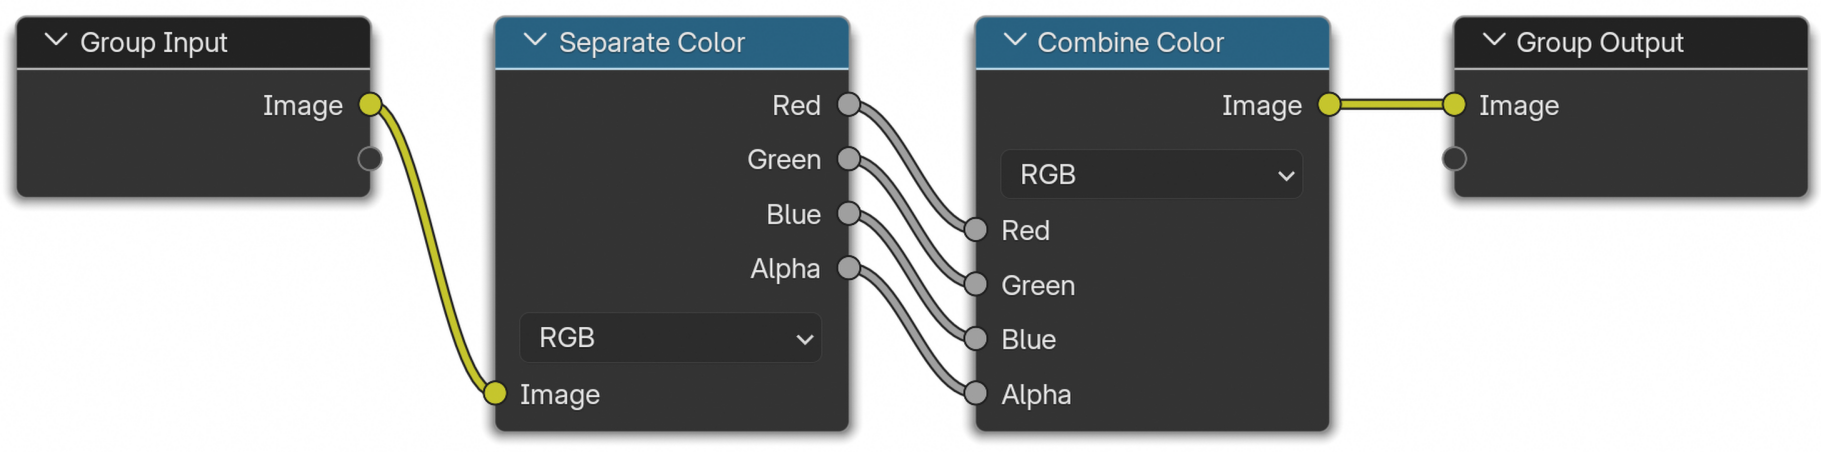 Group Input
Image
Separate Color
Red
Green
Blue
Alpha
RGB
Image
Combine Color
Image
RGB
Red
Green
Blue
Alpha
Group Output
Image